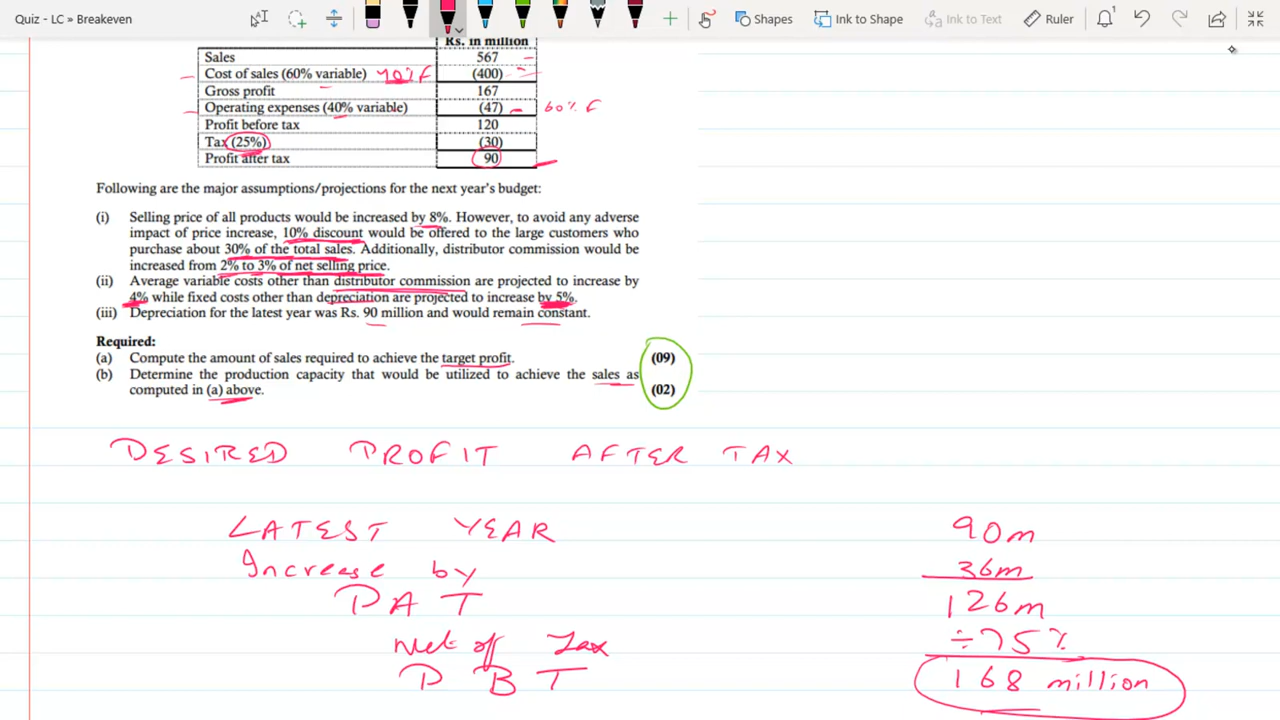 Quiz - LC » Breakeven
Shapes
Ink to Shape
Ink to Text
Ruler
Rs. in million
Sales 567
Cost of sales (60% variable) 40% F (400)
Gross profit 167
Operating expenses (40% variable) (47) 60% F
Profit before tax 120
Tax (25%) (30)
Profit after tax 90
Following are the major assumptions/projections for the next year's budget:
(i) Selling price of all products would be increased by 8%. However, to avoid any adverse
impact of price increase, 10% discount would be offered to the large customers who
purchase about 30% of the total sales. Additionally, distributor commission would be
increased from 2% to 3% of net selling price.
(ii) Average variable costs other than distributor commission are projected to increase by
4% while fixed costs other than depreciation are projected to increase by 5%.
(iii) Depreciation for the latest year was Rs. 90 million and would remain constant.
Required:
(a) Compute the amount of sales required to achieve the target profit. (09)
(b) Determine the production capacity that would be utilized to achieve the sales as
computed in (a) above. (02)
DESIRED PROFIT AFTER TAX
LATEST YEAR 90m
Increase by 36m
PAT 126m
Net of Tax ÷75%
PBT 168 million